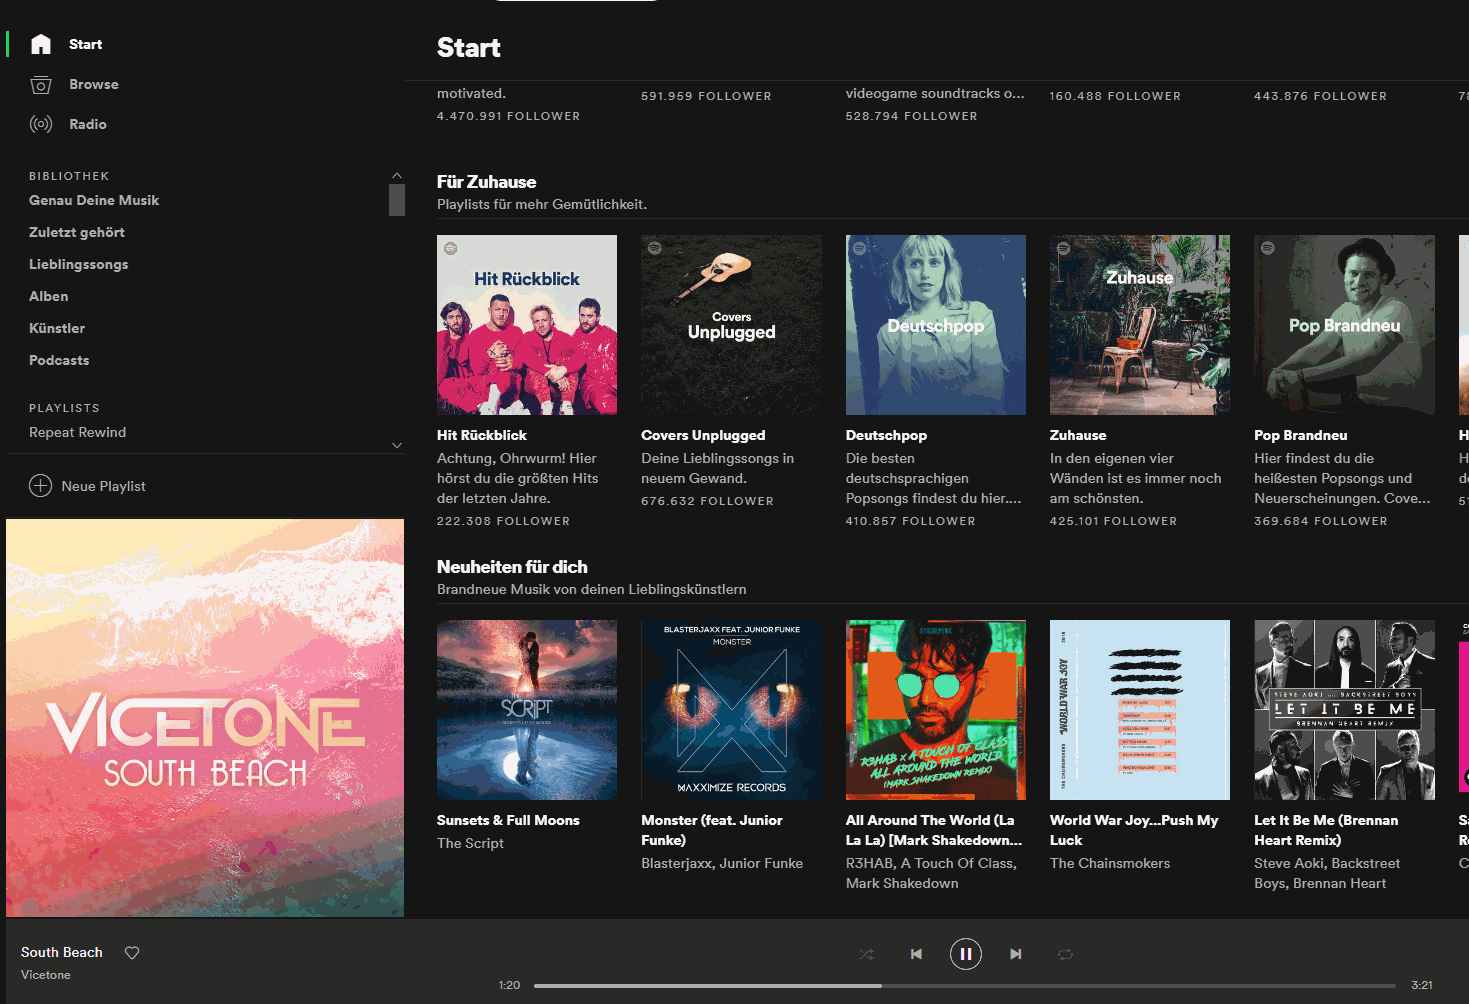 Start
Browse
Radio
BIBLIOTHEK
Genau Deine Musik
Zuletzt gehört
Lieblingssongs
Alben
Künstler
Podcasts
PLAYLISTS
Repeat Rewind
Neue Playlist
VICETONE
SOUTH BEACH
Start
motivated.
4.470.991 FOLLOWER
591.959 FOLLOWER
videogame soundtracks o...
528.794 FOLLOWER
160.488 FOLLOWER
443.876 FOLLOWER
Für Zuhause
Playlists für mehr Gemütlichkeit.
Hit Rückblick
Covers
Unplugged
Deutschpop
Zuhause
Pop Brandneu
Hit Rückblick
Achtung, Ohrwurm! Hier
hörst du die größten Hits
der letzten Jahre.
222.308 FOLLOWER
Covers Unplugged
Deine Lieblingssongs in
neuem Gewand.
676.632 FOLLOWER
Deutschpop
Die besten
deutschsprachigen
Popsongs findest du hier....
410.857 FOLLOWER
Zuhause
In den eigenen vier
Wänden ist es immer noch
am schönsten.
425.101 FOLLOWER
Pop Brandneu
Hier findest du die
heißesten Popsongs und
Neuerscheinungen. Cove...
369.684 FOLLOWER
Neuheiten für dich
Brandneue Musik von deinen Lieblingskünstlern
THE
SCRIPT
SUNSETS & FULL MOONS
BLASTERJAXX FEAT. JUNIOR FUNKE
MONSTER
MAXXIMIZE RECORDS
R3HAB X A TOUCH OF CLASS
ALL AROUND THE WORLD
(MARK SHAKEDOWN REMIX)
WORLD WAR JOY
THE CHAINSMOKERS
STEVE AOKI BACKSTREET BOYS
LET IT BE ME
BRENNAN HEART REMIX
Sunsets & Full Moons
The Script
Monster (feat. Junior
Funke)
Blasterjaxx, Junior Funke
All Around The World (La
La La) [Mark Shakedown...
R3HAB, A Touch Of Class,
Mark Shakedown
World War Joy...Push My
Luck
The Chainsmokers
Let It Be Me (Brennan
Heart Remix)
Steve Aoki, Backstreet
Boys, Brennan Heart
South Beach
Vicetone
1:20
3:21